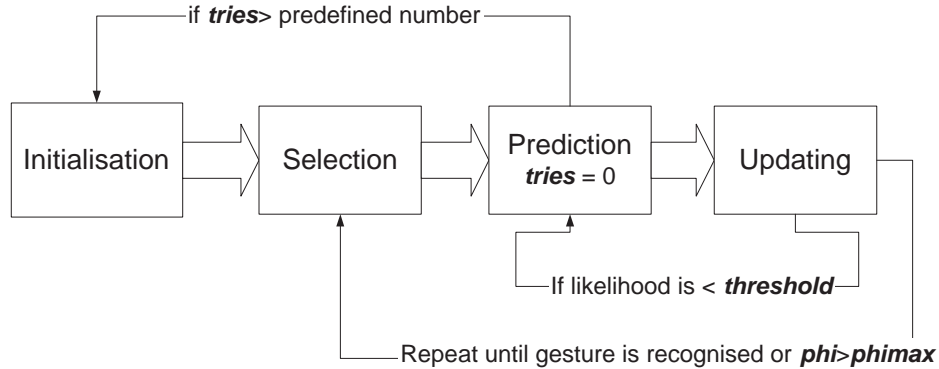 if tries> predefined number
Initialisation
Selection
Prediction
tries = 0
Updating
If likelihood is < threshold
Repeat until gesture is recognised or phi>phimax